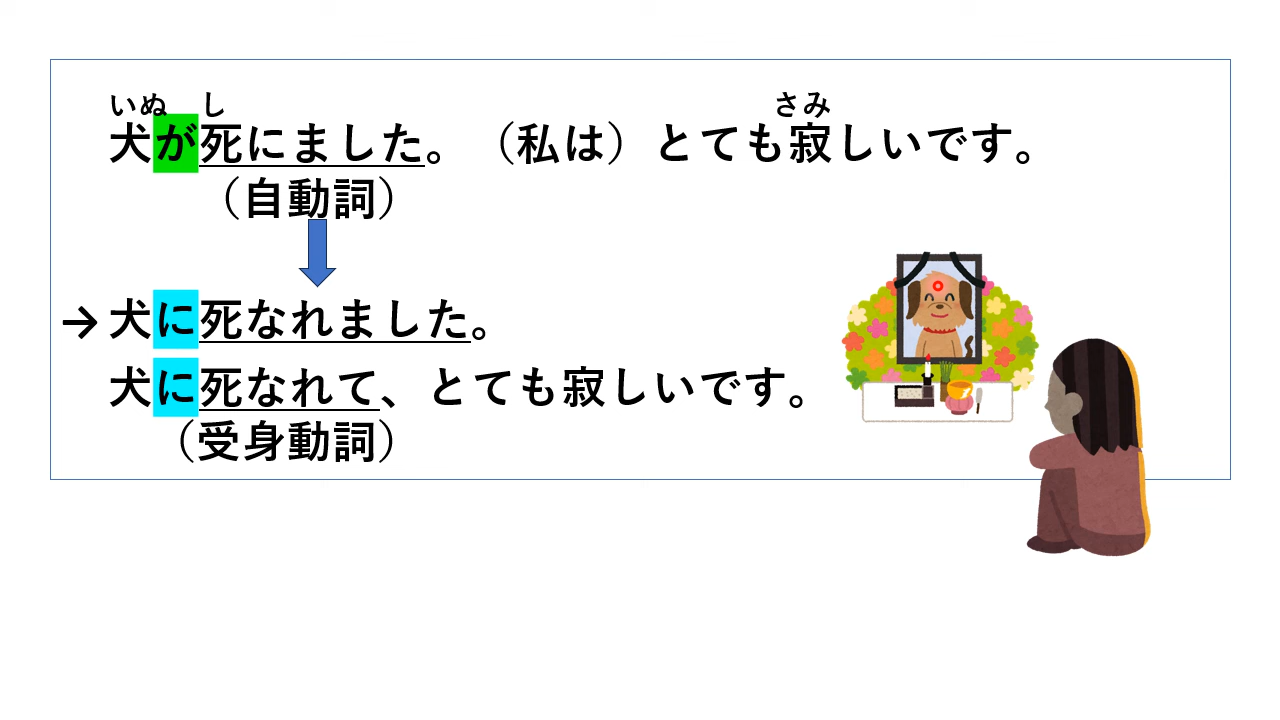 いぬ し さみ
犬が死にました。（私は）とても寂しいです。
（自動詞）
→犬に死なれました。
犬に死なれて、とても寂しいです。
（受身動詞）